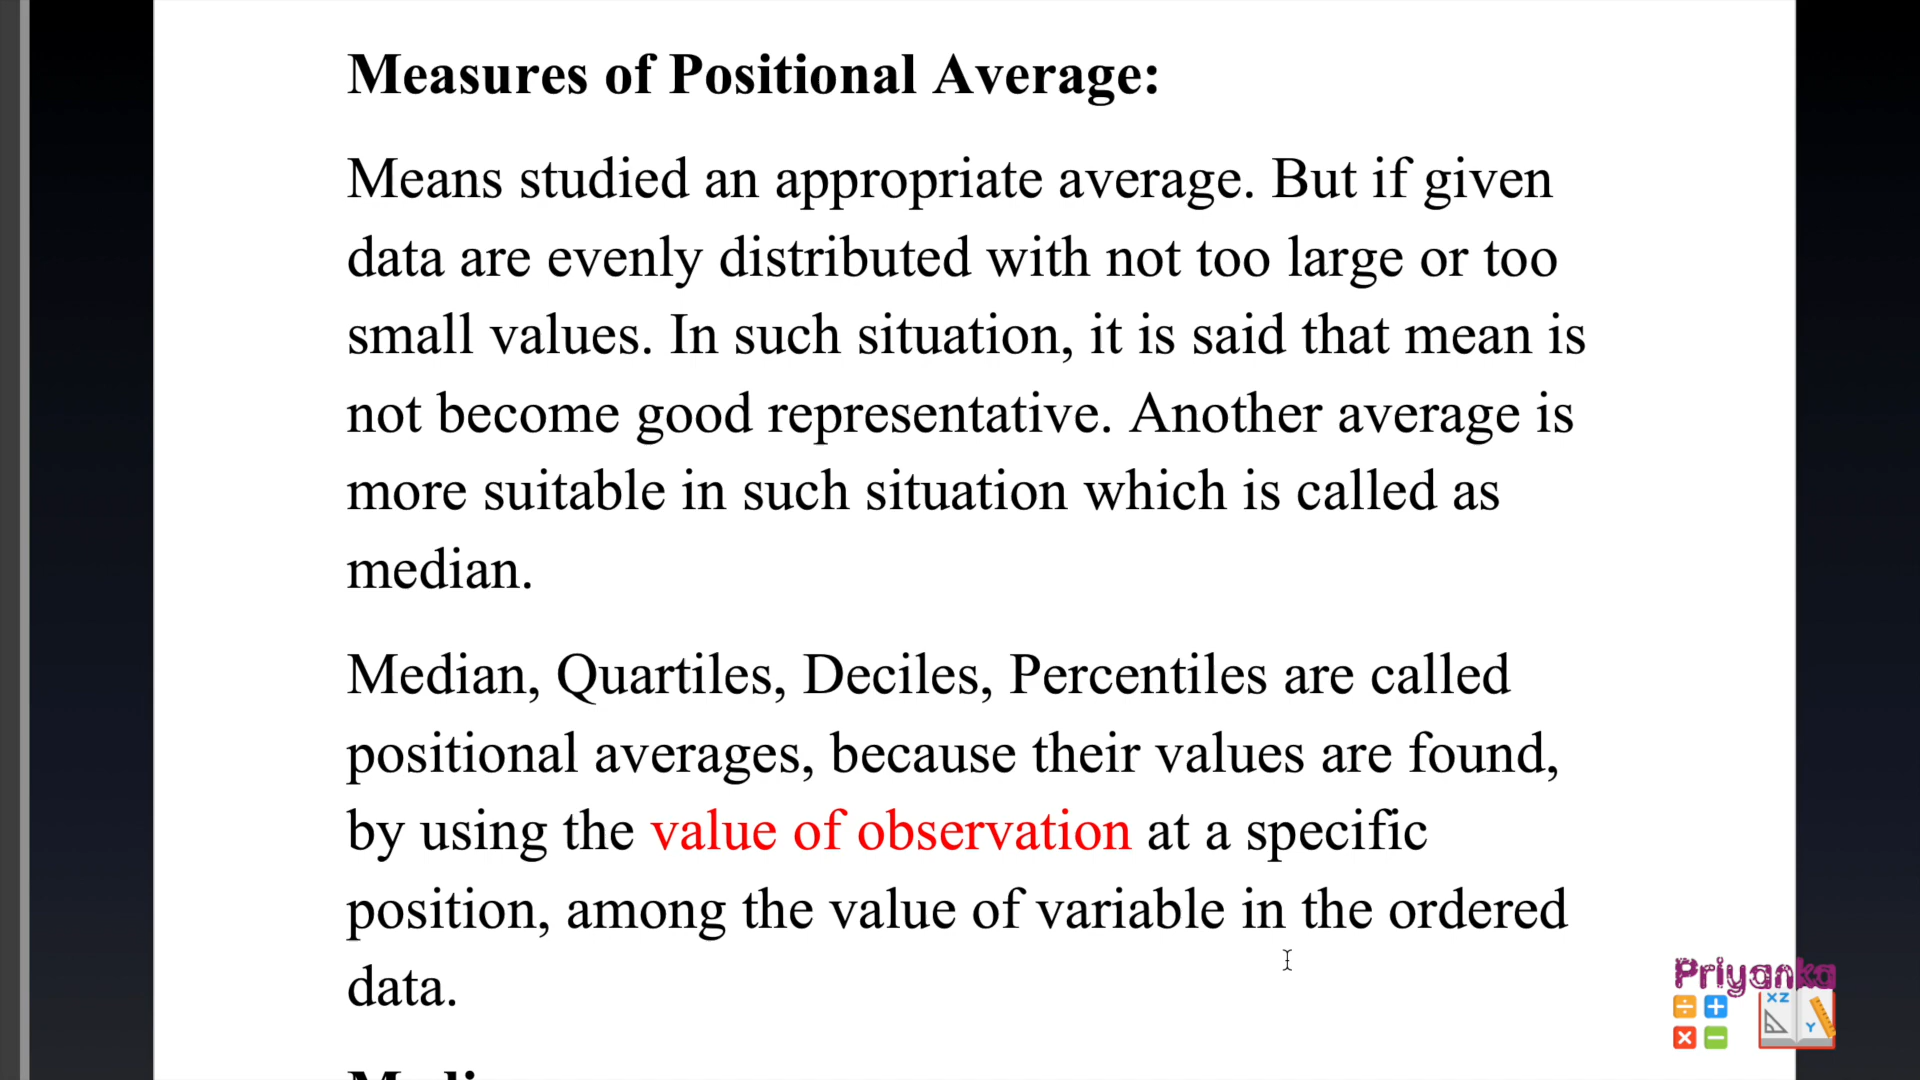 Measures of Positional Average:
Means studied an appropriate average. But if given
data are evenly distributed with not too large or too
small values. In such situation, it is said that mean is
not become good representative. Another average is
more suitable in such situation which is called as
median.
Median, Quartiles, Deciles, Percentiles are called
positional averages, because their values are found,
by using the value of observation at a specific
position, among the value of variable in the ordered
data.
Priyanka
XZ
Y